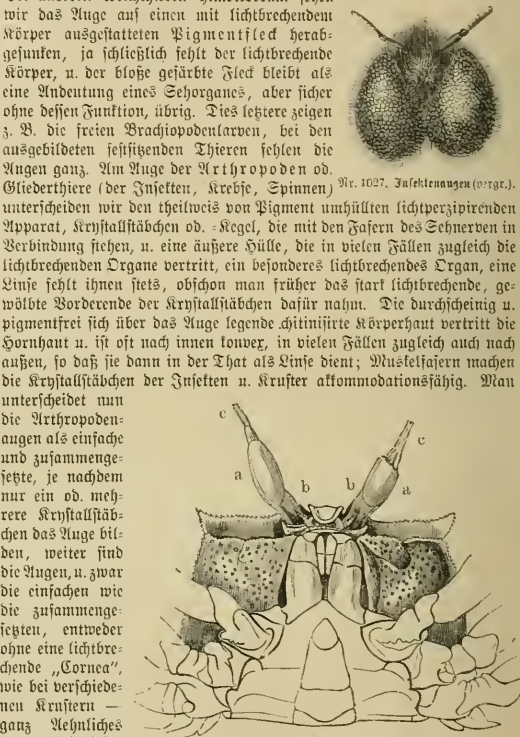 wir das Auge auf einen mit lichtbrechendem
Körper ausgestatteten Pigmentfleck herab-
gesunken, ja schließlich fehlt der lichtbrechende
Körper, u. der bloße gefärbte Fleck bleibt als
eine Andeutung eines Sehorganes, aber sicher
ohne dessen Funktion, übrig. Dies letztere zeigen
z. B. die freien Brachiopodenlarven, bei den
ausgebildeten festsitzenden Thieren fehlen die
Augen ganz. Am Auge der Arthropoden od.
Gliederthiere (der Insekten, Krebse, Spinnen)
Nr. 1027. Insektenaugen (vergr.).
unterscheiden wir den theilweis von Pigment umhüllten lichtperzipirenden
Apparat, Krystallstäbchen od. =Kegel, die mit den Fasern des Sehnerven in
Verbindung stehen, u. eine äußere Hülle, die in vielen Fällen zugleich die
lichtbrechenden Organe vertritt, ein besonderes lichtbrechendes Organ, eine
Linse fehlt ihnen stets, obschon man früher das stark lichtbrechende, ge-
wölbte Vorderende der Krystallstäbchen dafür nahm. Die durchscheinig u.
pigmentfrei sich über das Auge legende chitinisirte Körperhaut vertritt die
Hornhaut u. ist oft nach innen konvex, in vielen Fällen zugleich auch nach
außen, so daß sie dann in der That als Linse dient; Muskelfasern machen
die Krystallstäbchen der Insekten u. Kruster akkommodationsfähig. Man
unterscheidet nun
die Arthropoden-
augen als einfache
und zusammenge-
setzte, je nachdem
nur ein od. meh-
rere Krystallstäb-
chen das Auge bil-
den, weiter sind
die Augen, u. zwar
die einfachen wie
die zusammenge-
setzten, entweder
ohne eine lichtbre-
chende „Cornea",
wie bei verschiede-
nen Krustern —
ganz Aehnliches
c
c
a
b
b
a